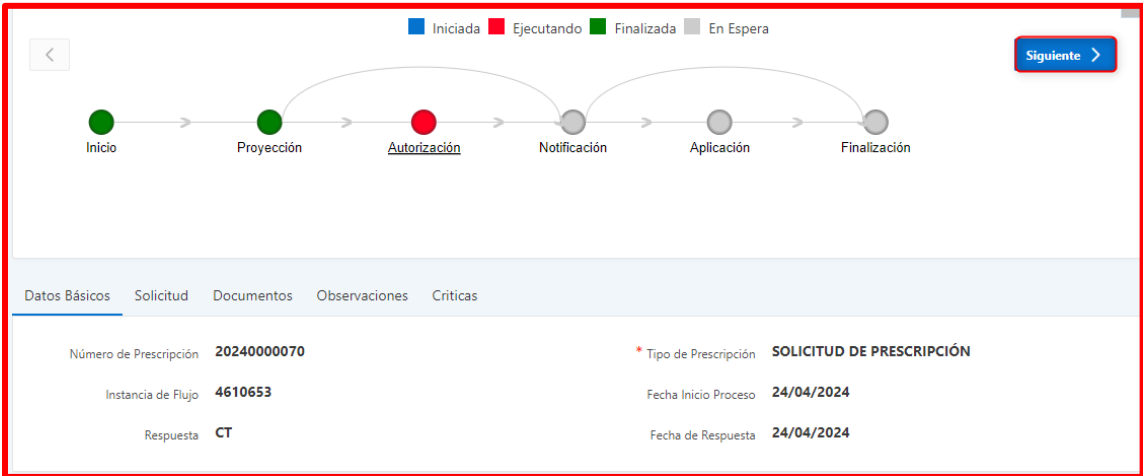 Iniciada Ejecutando Finalizada En Espera
Siguiente
Inicio Proyección Autorización Notificación Aplicación Finalización
Datos Básicos Solicitud Documentos Observaciones Criticas
Número de Prescripción 20240000070 * Tipo de Prescripción SOLICITUD DE PRESCRIPCIÓN
Instancia de Flujo 4610653 Fecha Inicio Proceso 24/04/2024
Respuesta CT Fecha de Respuesta 24/04/2024